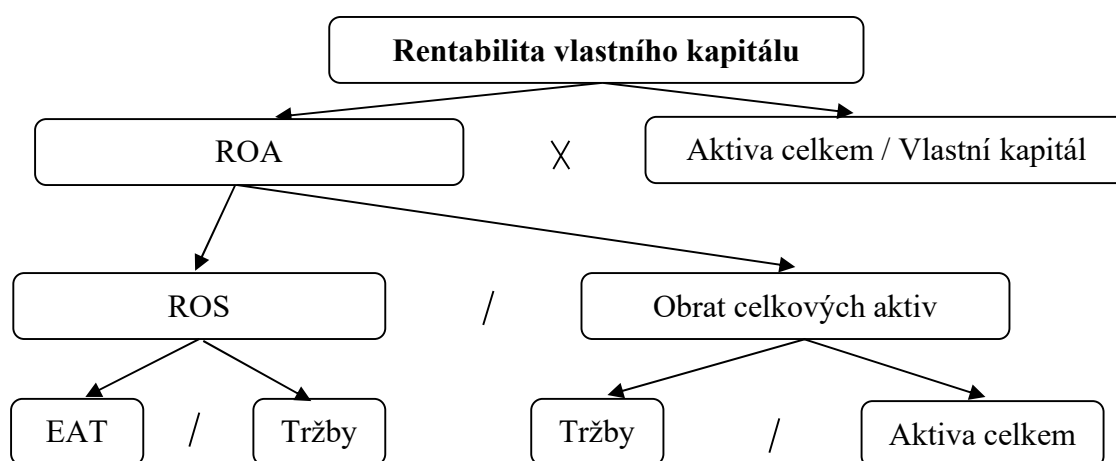 Rentabilita vlastního kapitálu
ROA X Aktiva celkem / Vlastní kapitál
ROS / Obrat celkových aktiv
EAT / Tržby Tržby / Aktiva celkem